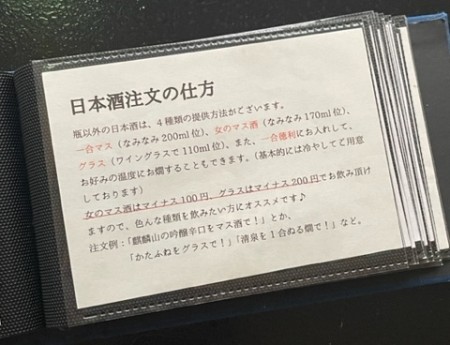 日本酒注文の仕方
瓶以外の日本酒は、4種類の提供方法がございます。
一合マス（なみなみ200ml位）、女のマス酒（なみなみ170ml位）、
グラス（ワイングラスで110ml位）、また、一合徳利にお入れして、
お好みの温度にお燗することもできます。（基本的には冷やしてご用意
しております）
女のマス酒はマイナス100円、グラスはマイナス200円でお飲み頂け
ますので、色んな種類を飲みたい方にオススメです♪
注文例：「麒麟山の吟醸辛口をマス酒で！」とか、
「かたふねをグラスで！」「清泉を1合ぬる燗で！」など。